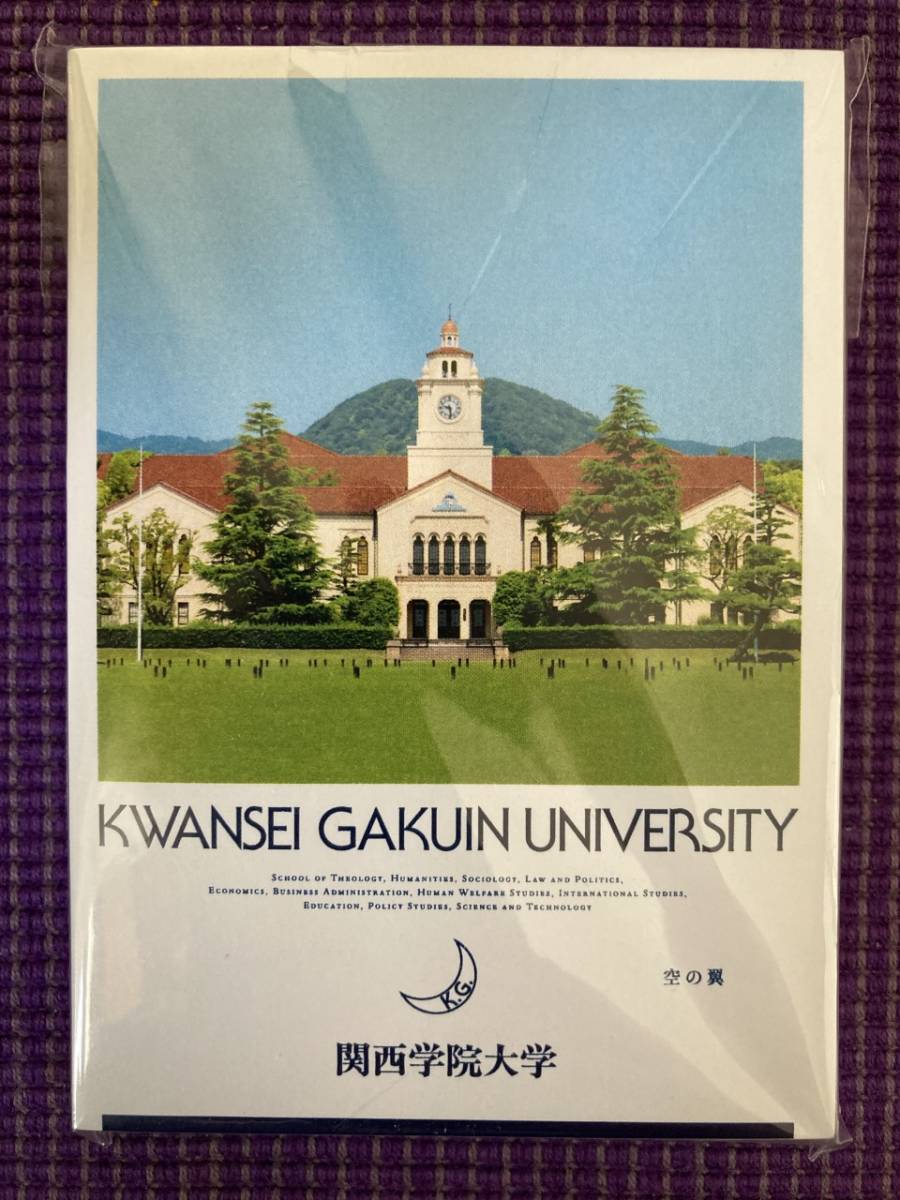 KWANSEI GAKUIN UNIVERSITY
SCHOOL OF THEOLOGY, HUMANITIES, SOCIOLOGY, LAW AND POLITICS,
ECONOMICS, BUSINESS ADMINISTRATION, HUMAN WELFARE STUDIES, INTERNATIONAL STUDIES,
EDUCATION, POLICY STUDIES, SCIENCE AND TECHNOLOGY
K.G.
空の翼
関西学院大学